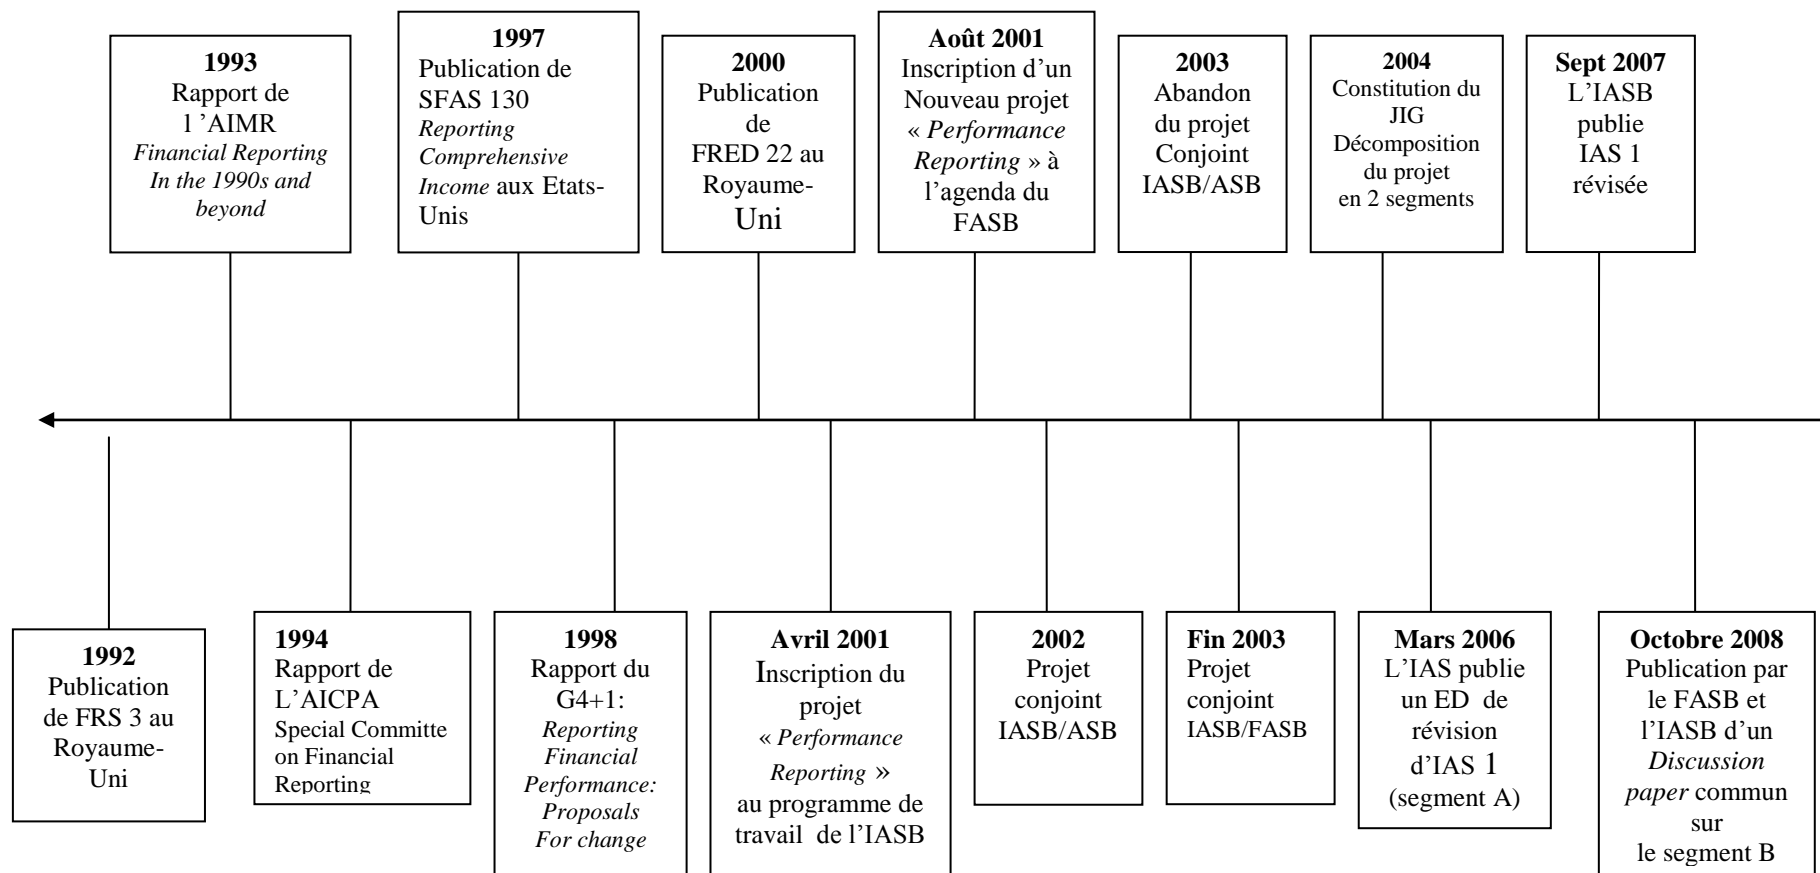 1993
Rapport de
l ’AIMR
Financial Reporting
In the 1990s and
beyond
1997
Publication de
SFAS 130
Reporting
Comprehensive
Income aux Etats-
Unis
2000
Publication
de
FRED 22 au
Royaume-
Uni
Août 2001
Inscription d’un
Nouveau projet
« Performance
Reporting » à
l’agenda du
FASB
2003
Abandon
du projet
Conjoint
IASB/ASB
2004
Constitution du
JIG
Décomposition
du projet
en 2 segments
Sept 2007
L’IASB
publie
IAS 1
révisée
1992
Publication
de FRS 3 au
Royaume-
Uni
1994
Rapport de
L’AICPA
Special Committe
on Financial
Reporting
1998
Rapport du
G4+1:
Reporting
Financial
Performance:
Proposals
For change
Avril 2001
Inscription du
projet
« Performance
Reporting »
au programme de
travail de l’IASB
2002
Projet
conjoint
IASB/ASB
Fin 2003
Projet
conjoint
IASB/FASB
Mars 2006
L’IAS publie
un ED de
révision
d’IAS 1
(segment A)
Octobre 2008
Publication par
le FASB et
l’IASB d’un
Discussion
paper commun
sur
le segment B